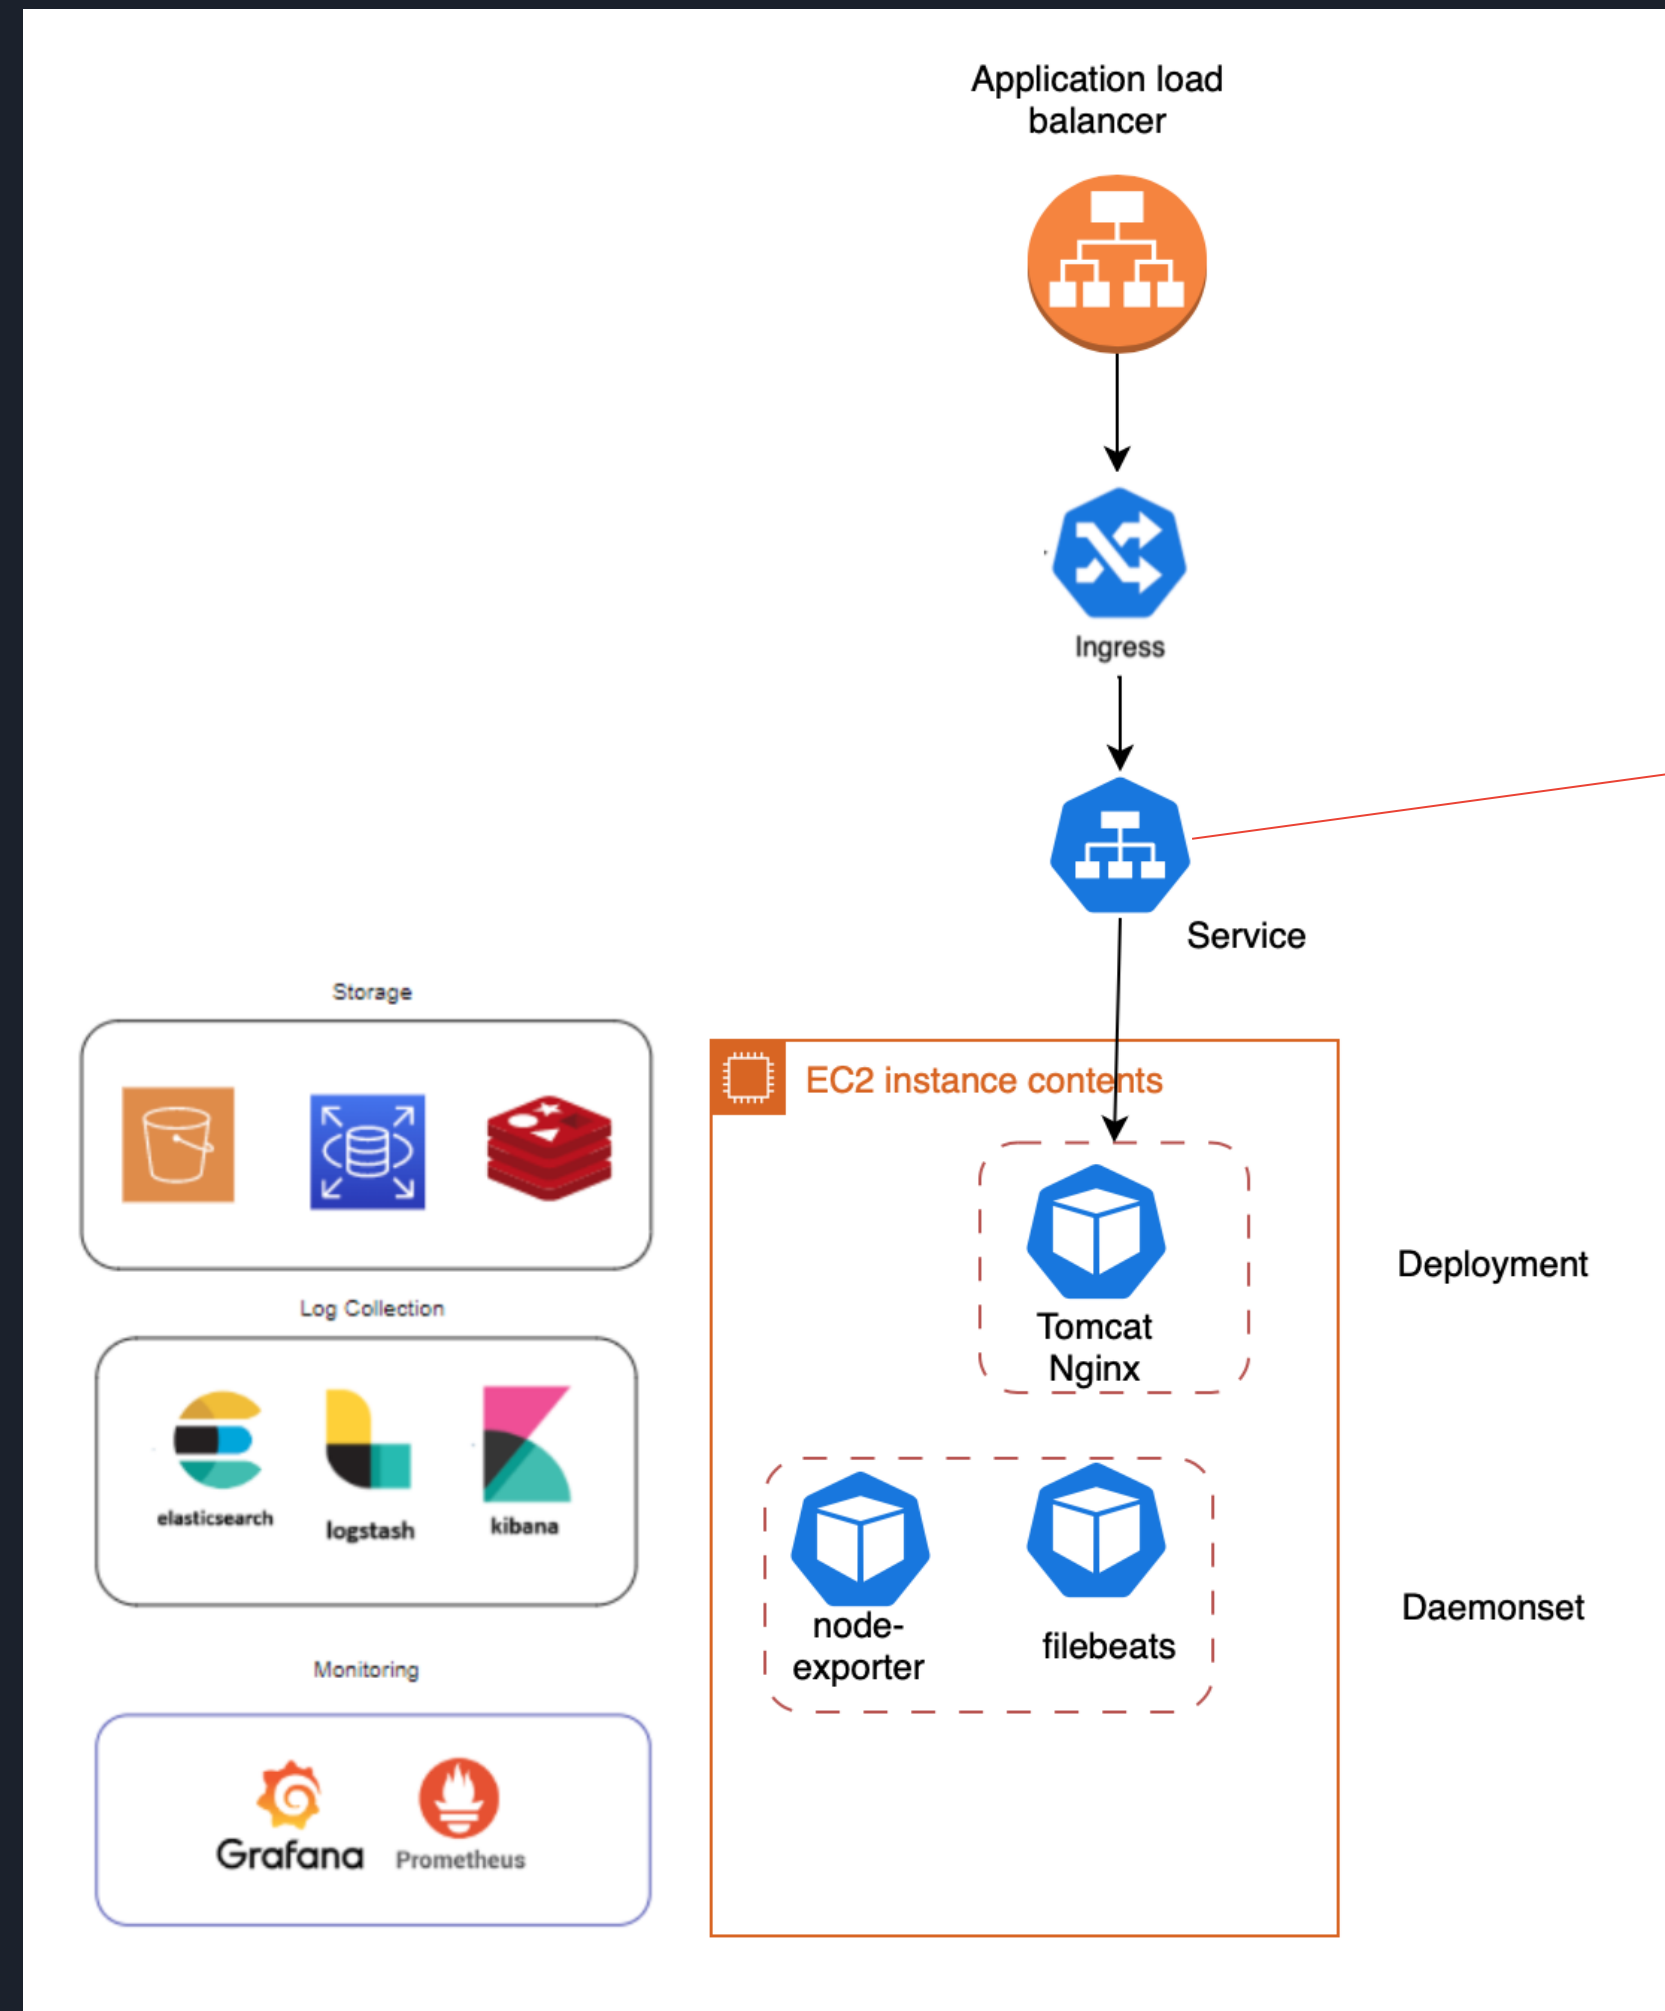 Application load
balancer
Ingress
Service
Storage
EC2 instance contents
Deployment
Tomcat
Nginx
Log Collection
elasticsearch
logstash
kibana
Daemonset
node-
exporter
filebeats
Monitoring
Grafana
Prometheus